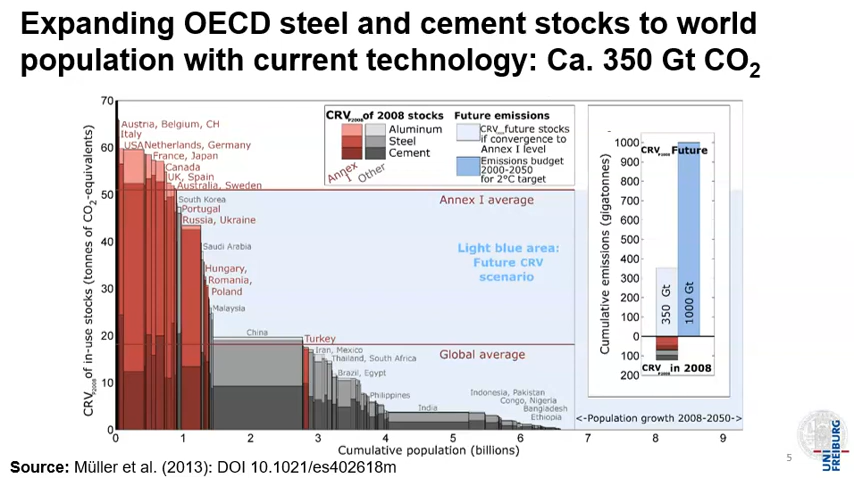 Expanding OECD steel and cement stocks to world
population with current technology: Ca. 350 Gt CO2
CRVP2008 of 2008 stocks
Aluminum
Steel
Cement
Annex I
Other
Future emissions
CRV_future stocks
if convergence to
Annex I level
Emissions budget
2000-2050
for 2°C target
CRVP2008 of in-use stocks (tonnes of CO2-equivalents)
70
60
50
40
30
20
10
0
Austria, Belgium, CH
Italy
USA
Netherlands, Germany
France, Japan
Canada
UK, Spain
Australia, Sweden
South Korea
Portugal
Russia, Ukraine
Saudi Arabia
Hungary,
Romania,
Poland
Malaysia
China
Turkey
Iran, Mexico
Thailand, South Africa
Brazil, Egypt
Philippines
India
Indonesia, Pakistan
Congo, Nigeria
Bangladesh
Ethiopia
Annex I average
Light blue area:
Future CRV
scenario
Global average
<-Population growth 2008-2050->
0 1 2 3 4 5 6 7 8 9
Cumulative population (billions)
Cumulative emissions (gigatonnes)
1000
900
800
700
600
500
400
300
200
100
0
100
200
CRVP2008 Future
350 Gt
1000 Gt
CRVP2008 in 2008
Source: Müller et al. (2013): DOI 10.1021/es402618m
5
UNI
FREIBURG